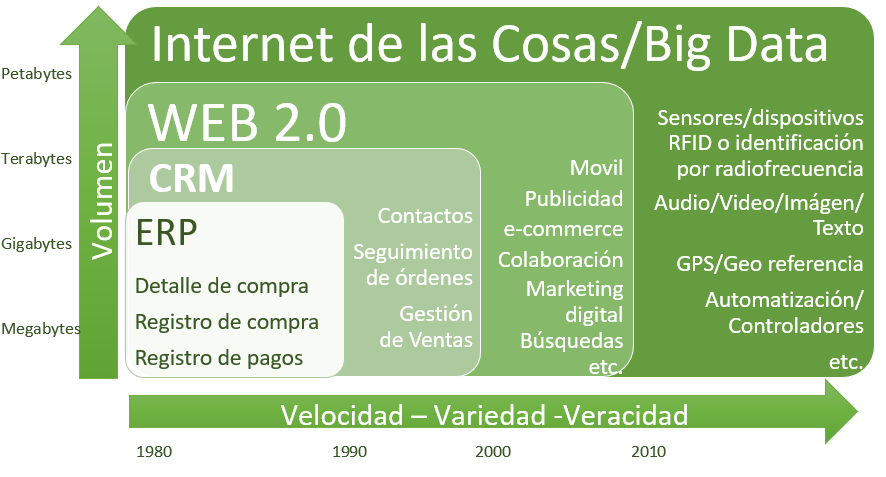 Internet de las Cosas/Big Data
WEB 2.0
CRM
ERP
Detalle de compra
Registro de compra
Registro de pagos
Contactos
Seguimiento
de órdenes
Gestión
de Ventas
Movil
Publicidad
e-commerce
Colaboración
Marketing
digital
Búsquedas
etc.
Sensores/dispositivos
RFID o identificación
por radiofrecuencia
Audio/Video/Imágen/
Texto
GPS/Geo referencia
Automatización/
Controladores
etc.
Volumen
Petabytes
Terabytes
Gigabytes
Megabytes
Velocidad – Variedad -Veracidad
1980
1990
2000
2010